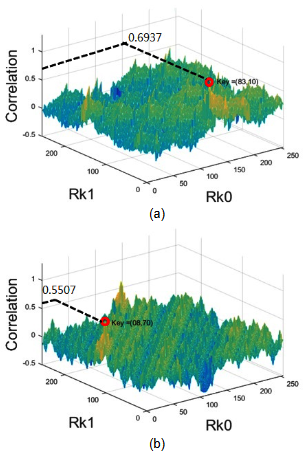 0.6937
Correlation
1
0.5
0
-0.5
Key =(83,10)
200
100
0
Rk1
0
50
100
150
200
250
Rk0
(a)
0.5507
Correlation
1
0.5
0
-0.5
Key =(08,70)
200
100
0
Rk1
0
50
100
150
200
250
Rk0
(b)